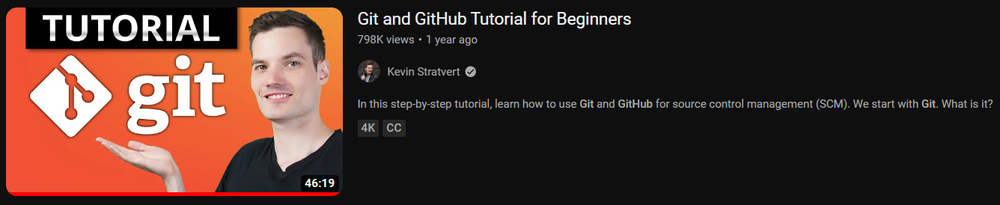 TUTORIAL
git
46:19
Git and GitHub Tutorial for Beginners
798K views • 1 year ago
Kevin Stratvert
In this step-by-step tutorial, learn how to use Git and GitHub for source control management (SCM). We start with Git. What is it?
4K CC